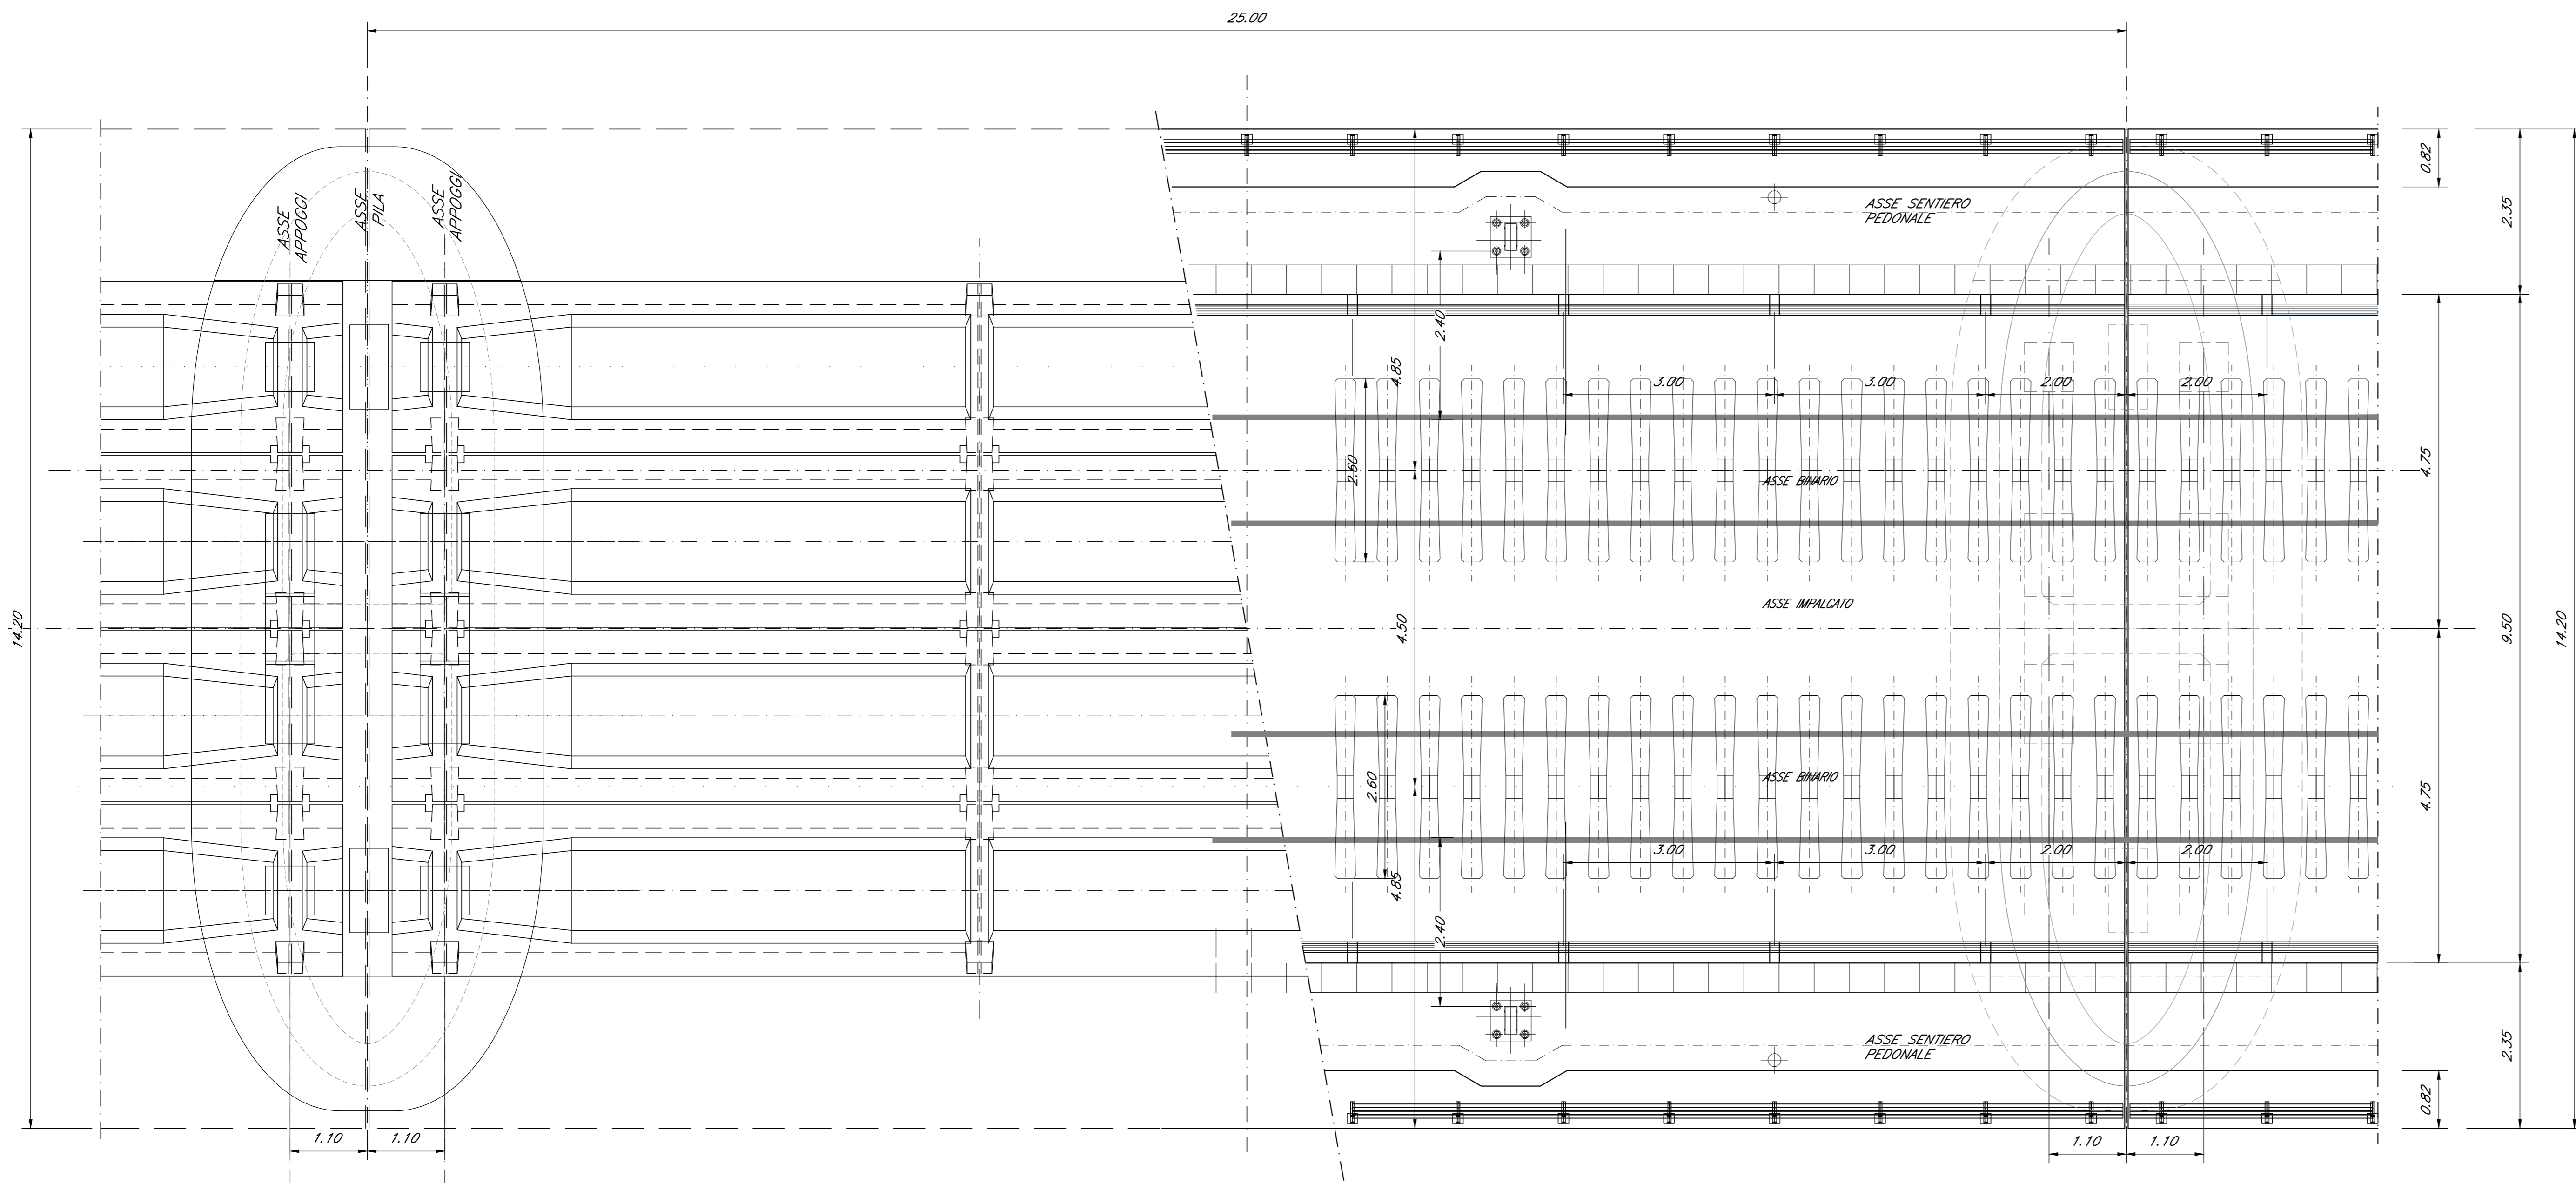 25.00
0.82
ASSE
APPOGGI
ASSE
PILA
ASSE
APPOGGI
ASSE SENTIERO
PEDONALE
2.35
2.40
4.85
3.00
3.00
2.00
2.00
2.60
ASSE BINARIO
4.75
ASSE IMPALCATO
14.20
4.50
9.50
14.20
2.60
ASSE BINARIO
4.75
3.00
3.00
2.00
2.00
4.85
2.40
ASSE SENTIERO
PEDONALE
2.35
0.82
1.10
1.10
1.10
1.10